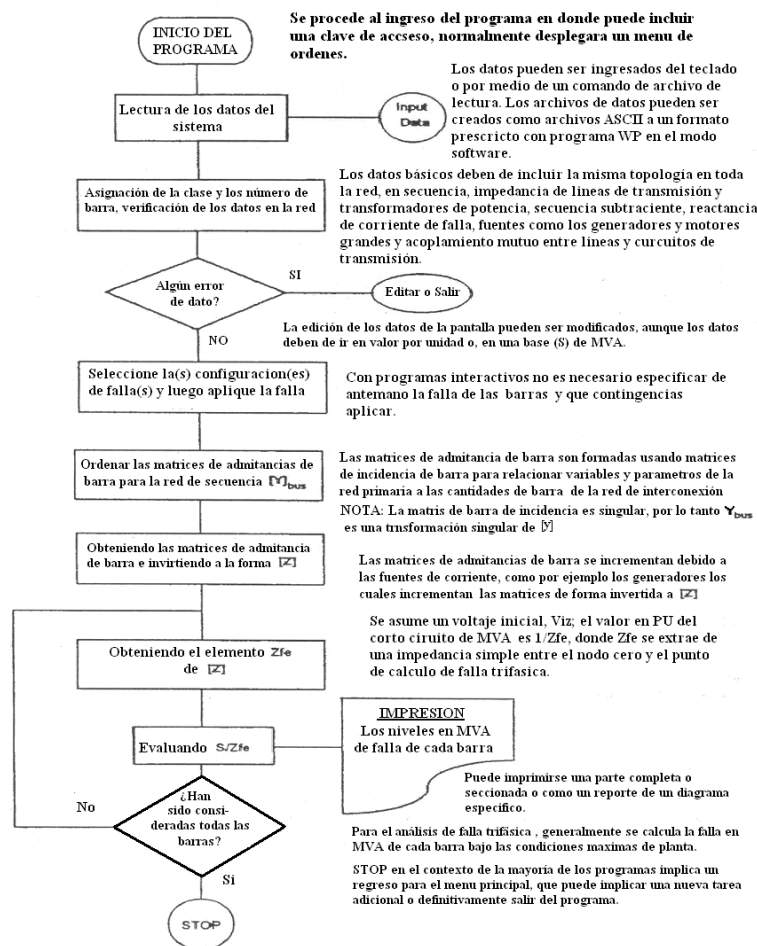 INICIO DEL
PROGRAMA
Se procede al ingreso del programa en donde puede incluir
una clave de accseso, normalmente desplegara un menu de
ordenes.
Lectura de los datos del
sistema
Input
Data
Los datos pueden ser ingresados del teclado
o por medio de un comando de archivo de
lectura. Los archivos de datos pueden ser
creados como archivos ASCII a un formato
prescricto con programa WP en el modo
software.
Asignación de la clase y los número de
barra, verificación de los datos en la red
Los datos básicos deben de incluir la misma topología en toda
la red, en secuencia, impedancia de lineas de transmisión y
transformadores de potencia, secuencia subtraciente, reactancia
de corriente de falla, fuentes como los generadores y motores
grandes y acoplamiento mutuo entre lineas y curcuitos de
transmisión.
Algún error
de dato?
SI
Editar o Salir
NO
La edición de los datos de la pantalla pueden ser modificados, aunque los datos
deben de ir en valor por unidad o, en una base (S) de MVA.
Seleccione la(s) configuracion(es)
de falla(s) y luego aplique la falla
Con programas interactivos no es necesario especificar de
antemano la falla de las barras y que contingencias
aplicar.
Ordenar las matrices de admitancias de
barra para la red de secuencia [Y]bus
Las matrices de admitancia de barra son formadas usando matrices
de incidencia de barra para relacionar variables y parametros de la
red primaria a las cantidades de barra de la red de interconexión
NOTA: La matris de barra de incidencia es singular, por lo tanto Ybus
es una trnsformación singular de [y]
Obteniendo las matrices de admitancia
de barra e invirtiendo a la forma [Z]
Las matrices de admitancias de barra se incrementan debido a
las fuentes de corriente, como por ejemplo los generadores los
cuales incrementan las matrices de forma invertida a [Z]
Obteniendo el elemento Zfe
de [Z]
Se asume un voltaje inicial, Viz; el valor en PU del
corto ciruito de MVA es 1/Zfe, donde Zfe se extrae de
una impedancia simple entre el nodo cero y el punto
de calculo de falla trifasica.
Evaluando S/Zfe
IMPRESION
Los niveles en MVA
de falla de cada barra
Puede imprimirse una parte completa o
seccionada o como un reporte de un diagrama
especifico.
¿Han
sido consi-
deradas todas las
barras?
No
Para el análisis de falla trifásica , generalmente se calcula la falla en
MVA de cada barra bajo las condiciones maximas de planta.
Si
STOP en el contexto de la mayoría de los programas implica un
regreso para el menu principal, que puede implicar una nueva tarea
adicional o definitivamente salir del programa.
STOP